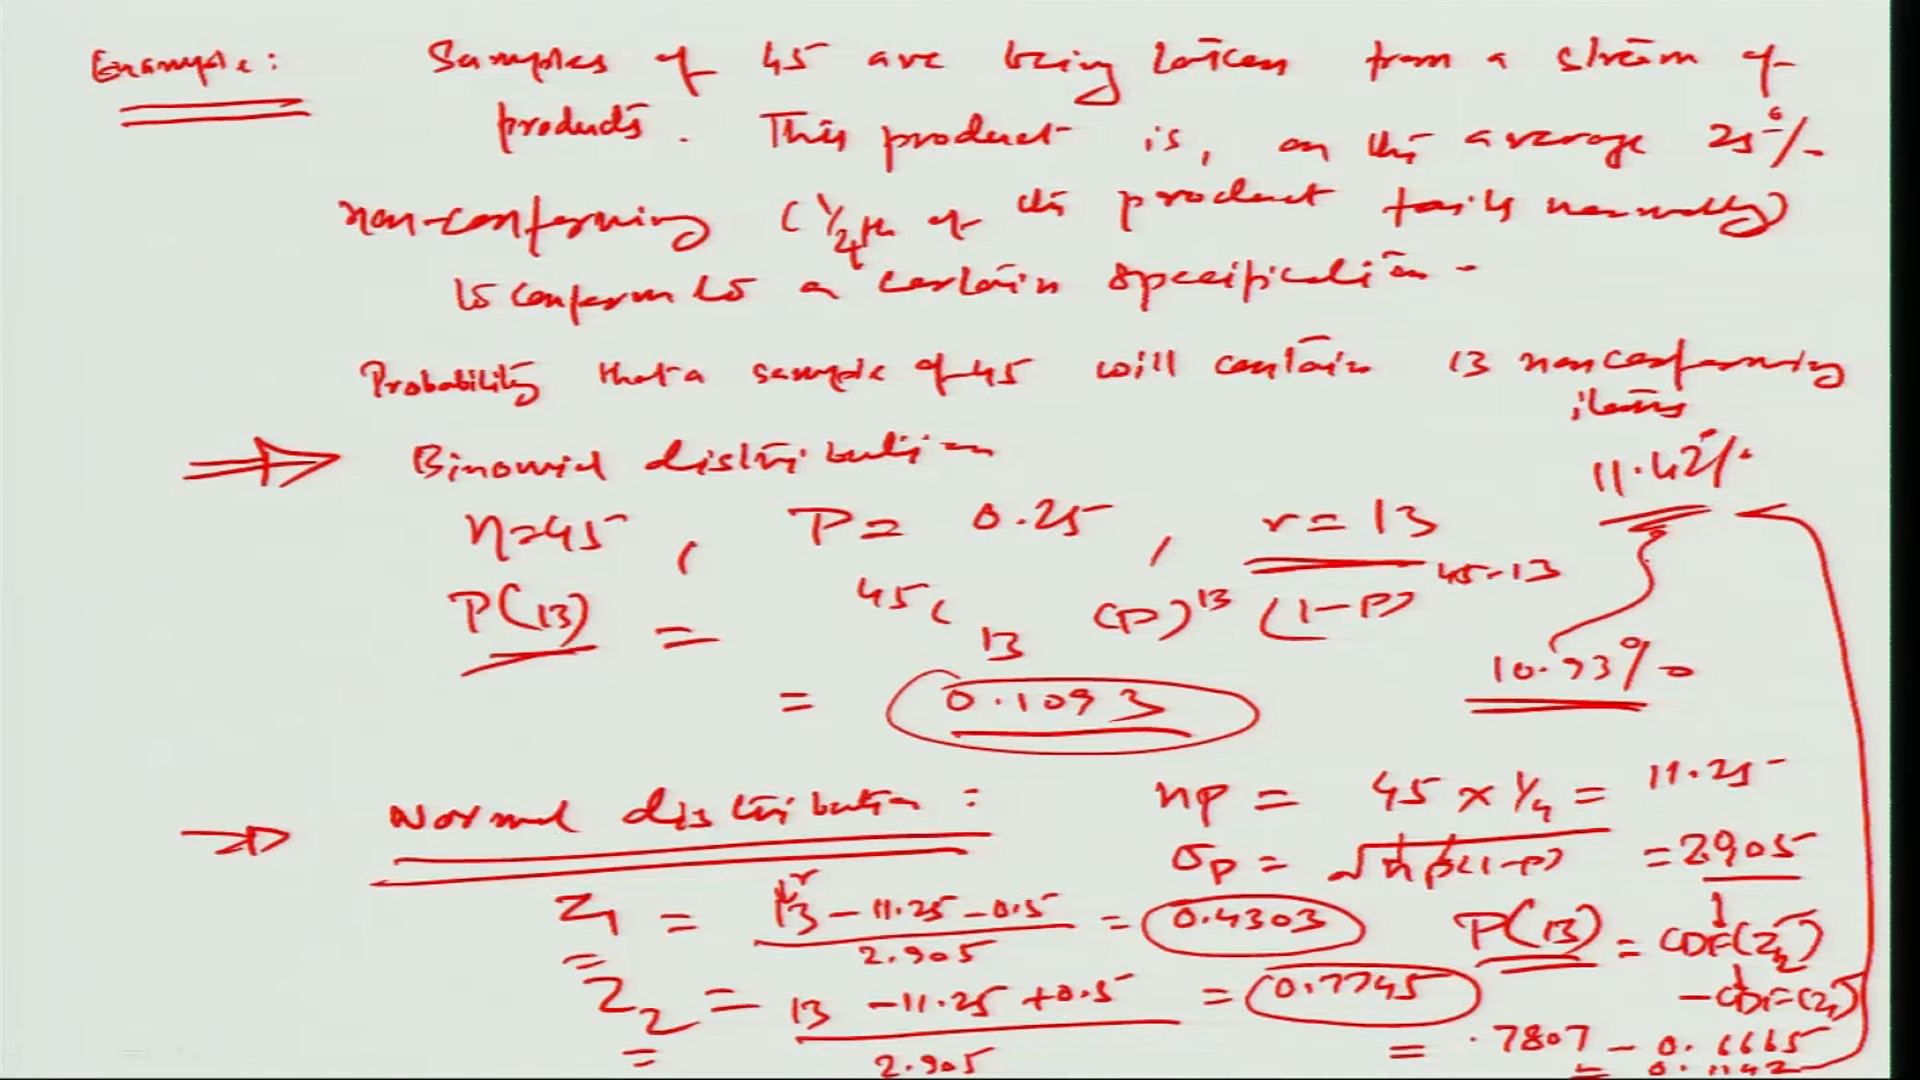 Example: Samples of 45 are being taken from a stream of
products. This product is, on the average 25%
non-conforming (1/4th of the product fails normally)
to conform to a certain specification -
Probability that a sample of 45 will contain 13 nonconforming
items
11.42%
⇒ Binomial distribution
n=45, P= 0.25, r=13
P(13) = 45C13 (P)^13 (1-P)^45-13
= 0.1093
10.93%
⇒ Normal distribution: np = 45 × 1/4 = 11.25
σp = √np(1-p) = 2.905
Z1 = 13 - 11.25 - 0.5 / 2.905 = 0.4303
P(13) = CDF(Z2) - CDF(Z1)
Z2 = 13 - 11.25 + 0.5 / 2.905 = 0.7745
= .7807 - 0.6665
= 0.1142